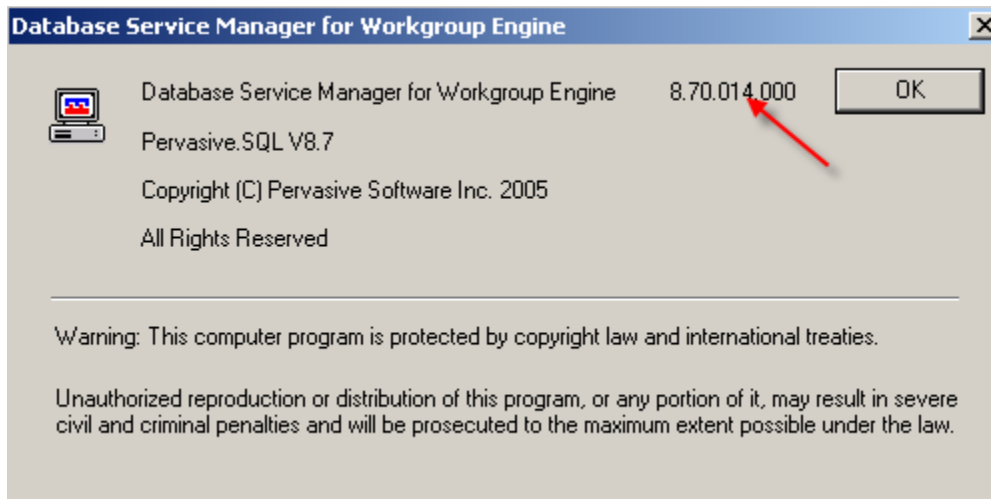 Database Service Manager for Workgroup Engine
Database Service Manager for Workgroup Engine 8.70.014.000 OK
Pervasive.SQL V8.7
Copyright (C) Pervasive Software Inc. 2005
All Rights Reserved
Warning: This computer program is protected by copyright law and international treaties.
Unauthorized reproduction or distribution of this program, or any portion of it, may result in severe
civil and criminal penalties and will be prosecuted to the maximum extent possible under the law.